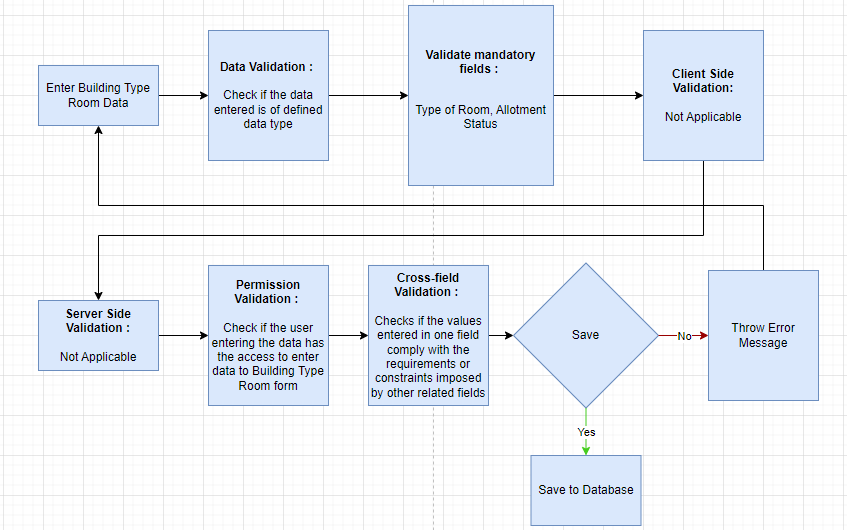 Enter Building Type
Room Data
Data Validation :
Check if the data
entered is of defined
data type
Validate mandatory
fields :
Type of Room, Allotment
Status
Client Side
Validation:
Not Applicable
Server Side
Validation :
Not Applicable
Permission
Validation :
Check if the user
entering the data has
the access to enter
data to Building Type
Room form
Cross-field
Validation :
Checks if the values
entered in one field
comply with the
requirements or
constraints imposed
by other related fields
Save
No
Throw Error
Message
Yes
Save to Database